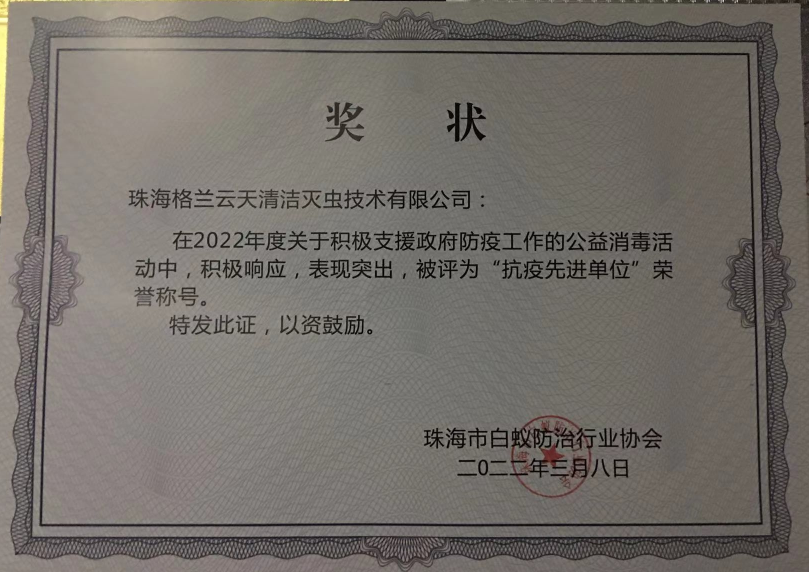 奖 状
珠海格兰云天清洁灭虫技术有限公司：
在2022年度关于积极支援政府防疫工作的公益消毒活
动中，积极响应，表现突出，被评为“抗疫先进单位”荣
誉称号。
特发此证，以资鼓励。
珠海市白蚁防治行业协会
二0二二年三月八日